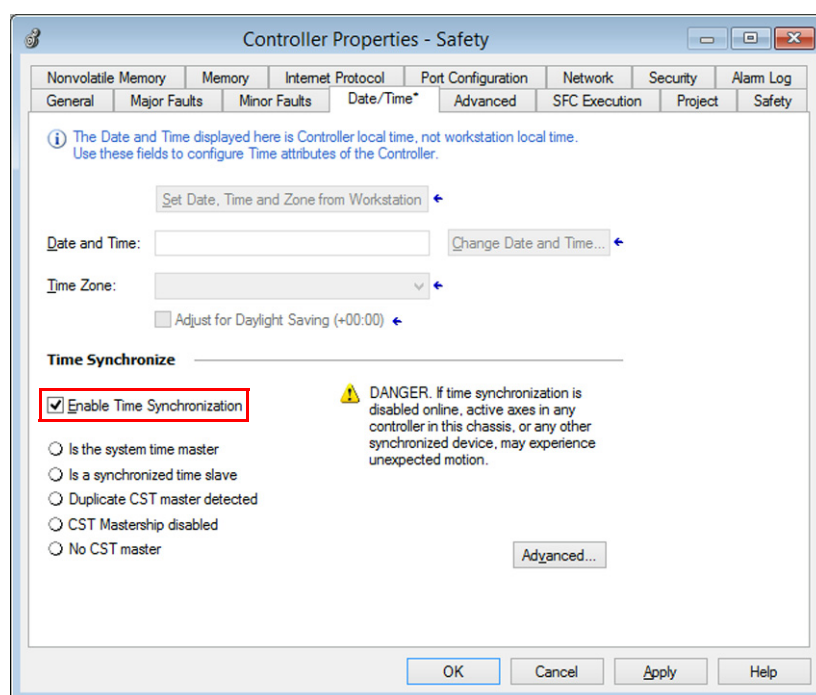 Controller Properties - Safety
Nonvolatile Memory Memory Internet Protocol Port Configuration Network Security Alarm Log
General Major Faults Minor Faults Date/Time* Advanced SFC Execution Project Safety
The Date and Time displayed here is Controller local time, not workstation local time.
Use these fields to configure Time attributes of the Controller.
Set Date, Time and Zone from Workstation
Date and Time: Change Date and Time...
Time Zone:
Adjust for Daylight Saving (+00:00)
Time Synchronize
Enable Time Synchronization
DANGER. If time synchronization is
disabled online, active axes in any
controller in this chassis, or any other
synchronized device, may experience
unexpected motion.
Is the system time master
Is a synchronized time slave
Duplicate CST master detected
CST Mastership disabled
No CST master
Advanced...
OK Cancel Apply Help